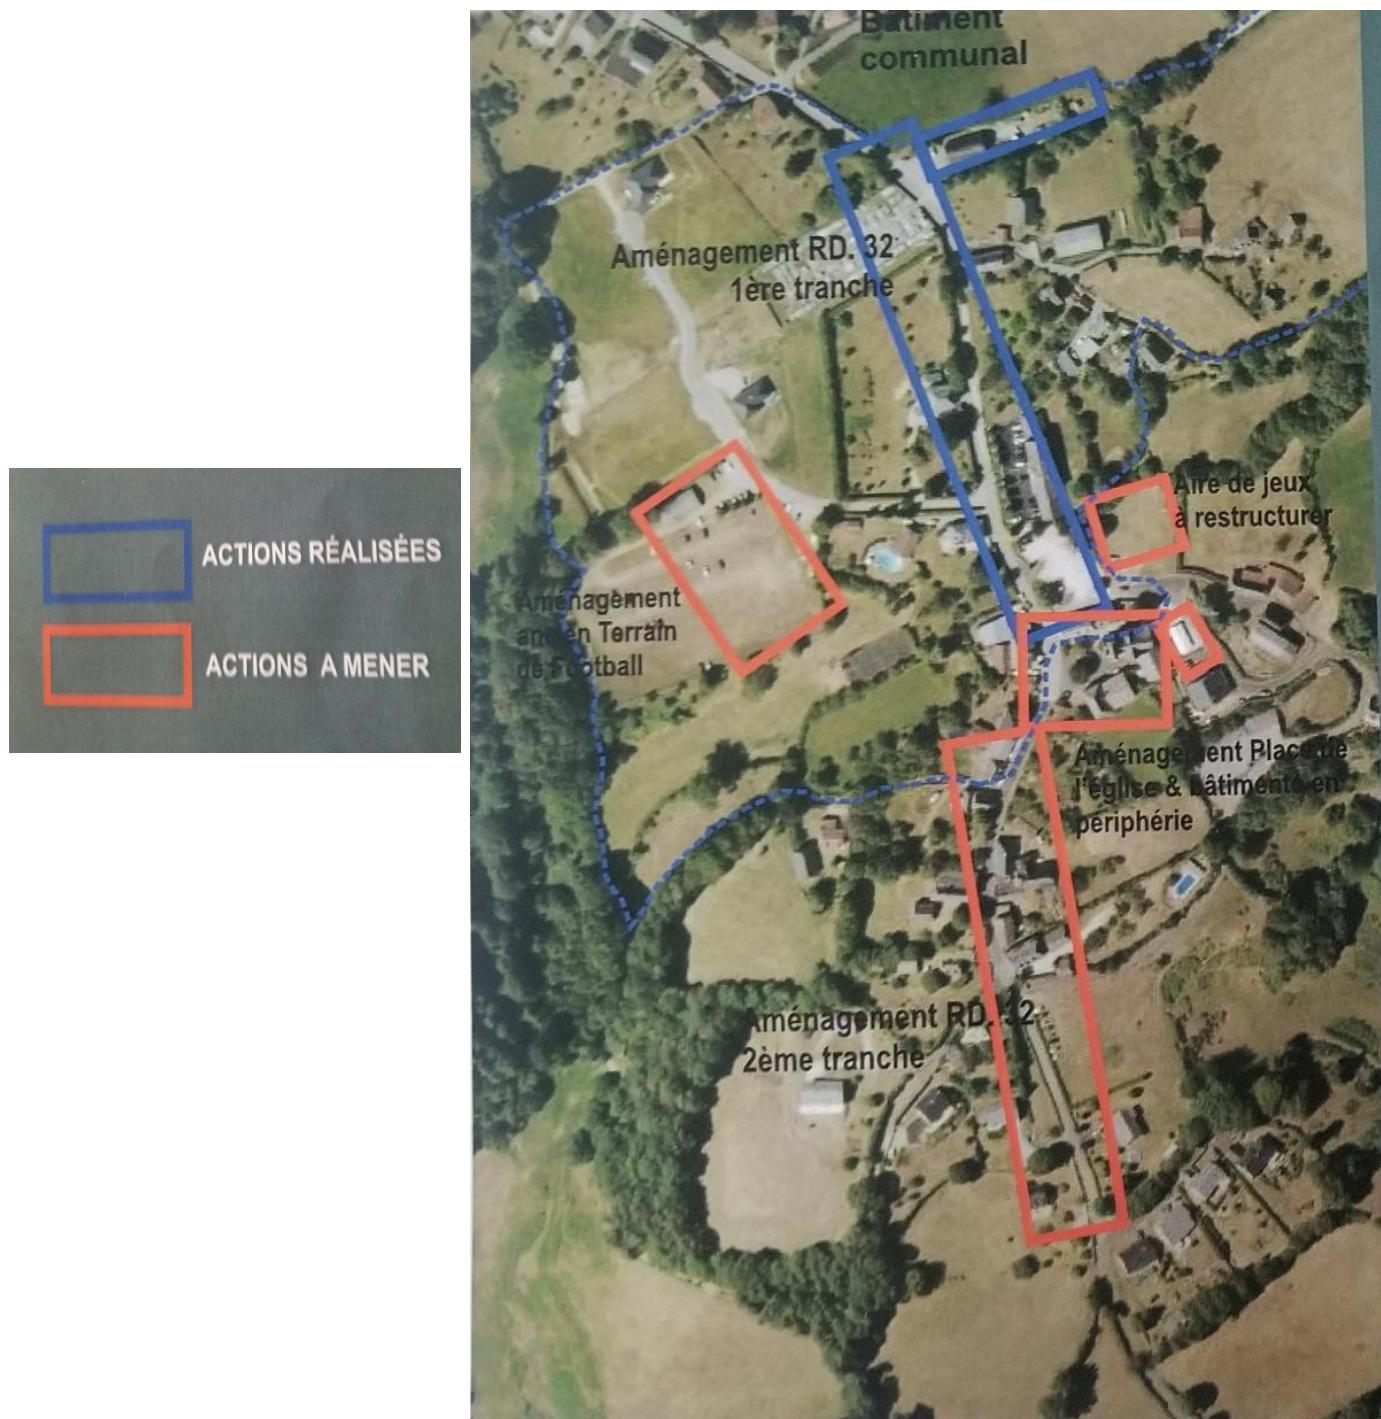 ACTIONS RÉALISÉES
ACTIONS A MENER
Bâtiment
communal
Aménagement RD. 32
1ère tranche
Aire de jeux
à restructurer
Aménagement
ancien Terrain
de Football
Aménagement Place de
l'église & bâtiments en
périphérie
Aménagement RD. 32
2ème tranche